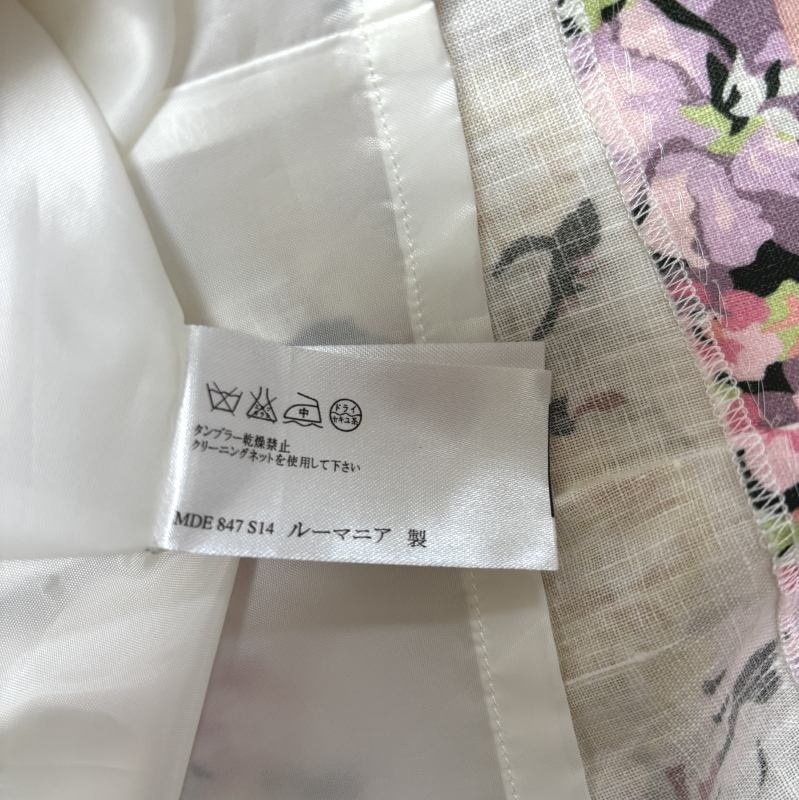 中 ドライ
セキユ系
タンブラー乾燥禁止
クリーニングネットを使用して下さい
MDE 847 S14 ルーマニア 製